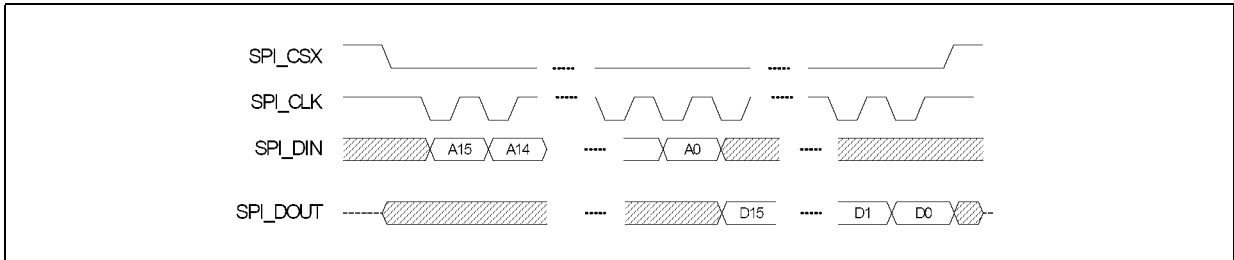 SPI_CSX
SPI_CLK
SPI_DIN A15 A14 A0
SPI_DOUT D15 D1 D0